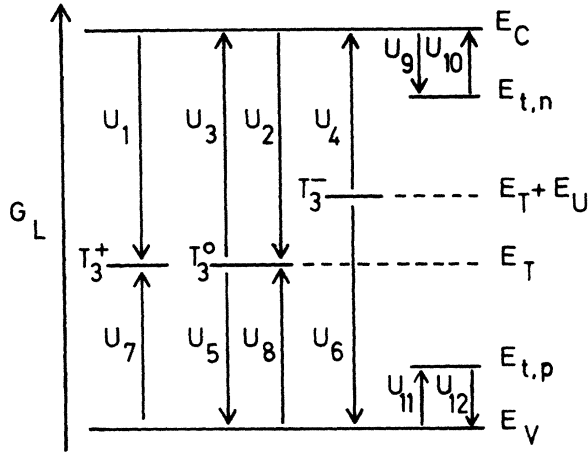 E_C
U_9 U_10
E_t,n
U_1 U_3 U_2 U_4
T_3^- E_T + E_U
G_L
T_3^+ T_3^o E_T
U_7 U_5 U_8 U_6
E_t,p
U_11 U_12
E_V